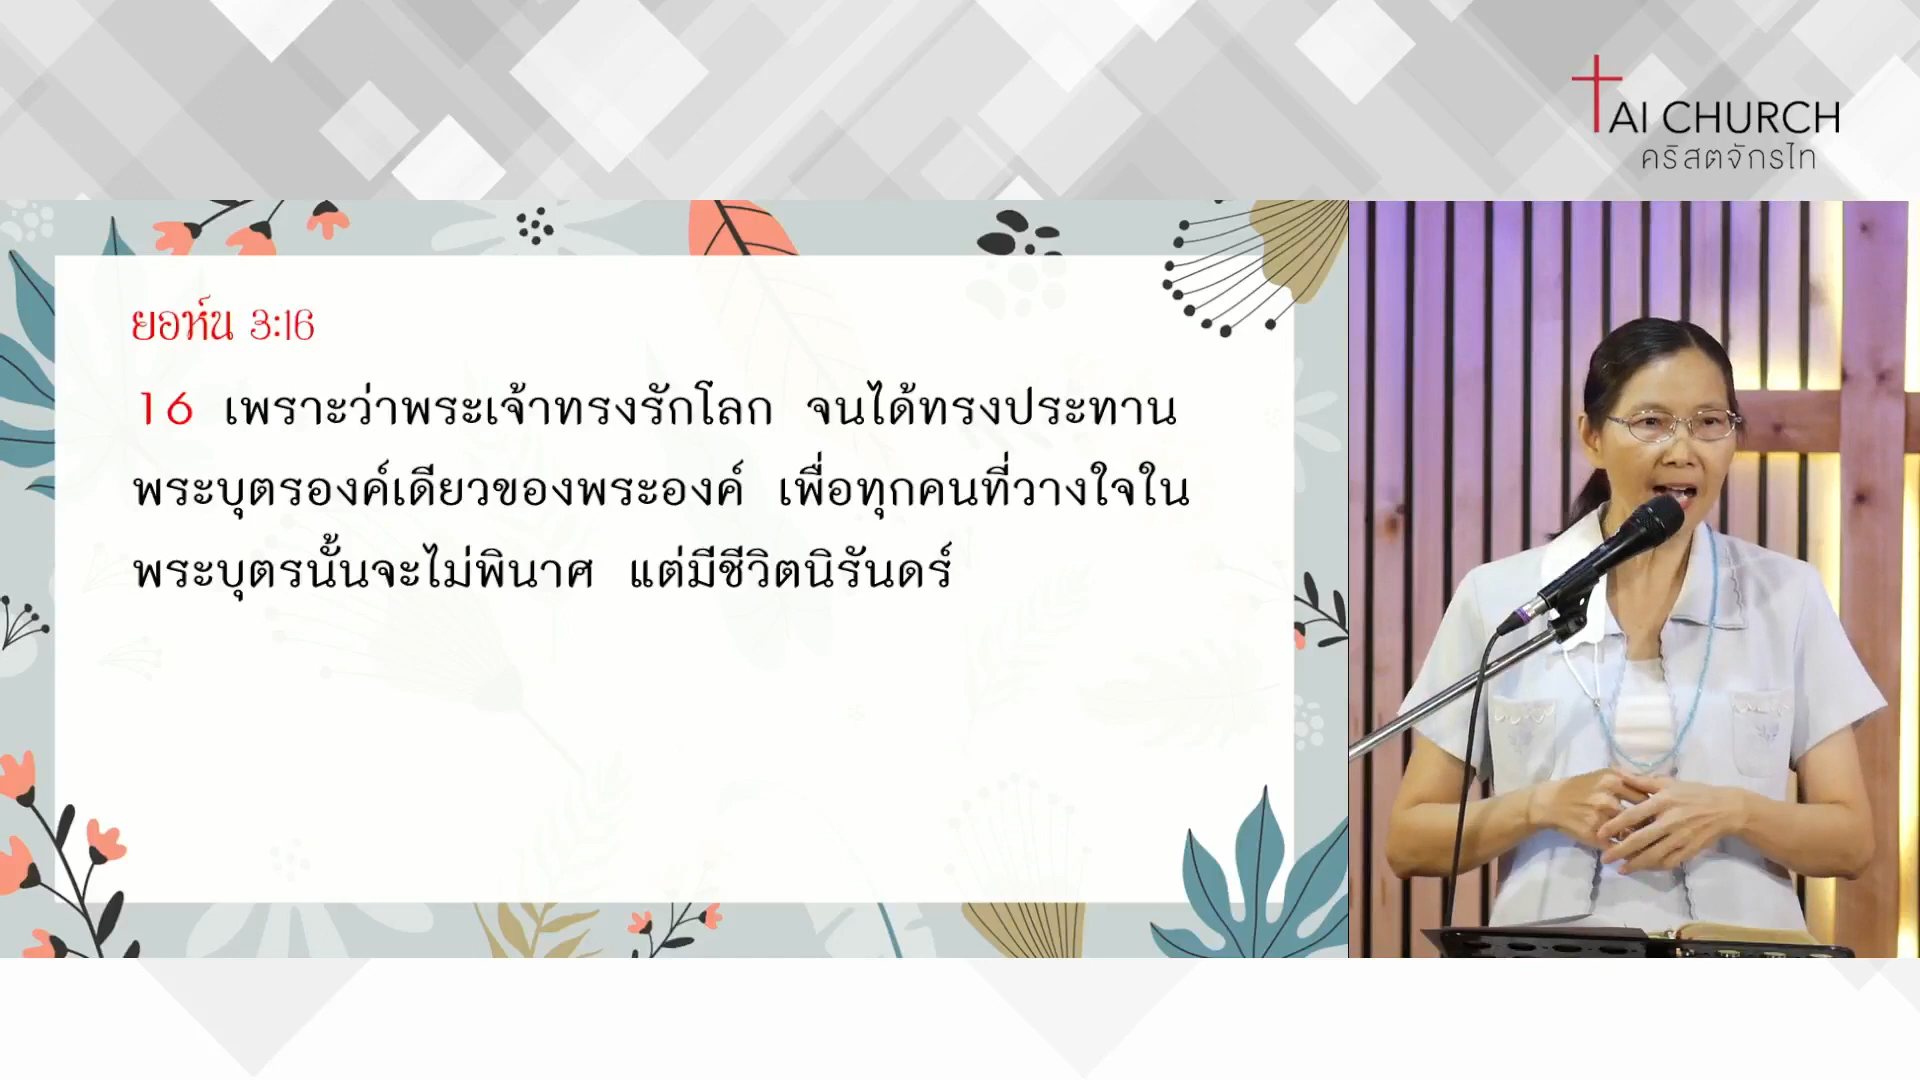 TAI CHURCH
คริสตจักรไท
ยอห์น 3:16
16 เพราะว่าพระเจ้าทรงรักโลก จนได้ทรงประทาน
พระบุตรองค์เดียวของพระองค์ เพื่อทุกคนที่วางใจใน
พระบุตรนั้นจะไม่พินาศ แต่มีชีวิตนิรันดร์